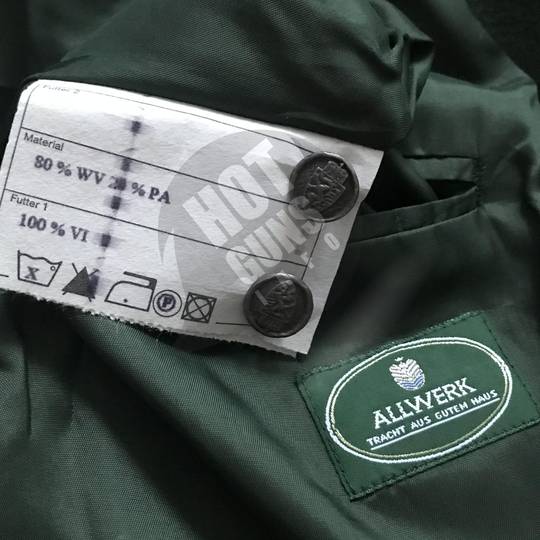 Futter 2
Material
80 % WV 20 % PA
Futter 1
100 % VI
X
P
HOT
GUNS
ALLWERK
TRACHT AUS GUTEM HAUS